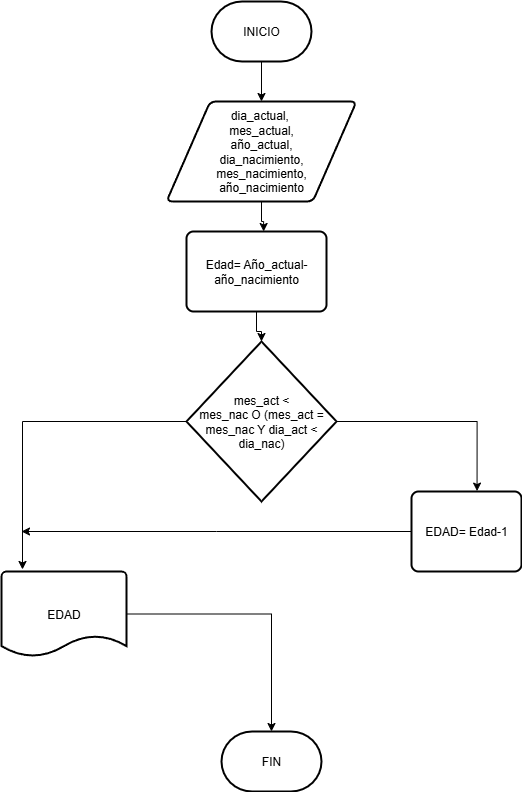 INICIO
dia_actual,
mes_actual,
año_actual,
dia_nacimiento,
mes_nacimiento,
año_nacimiento
Edad= Año_actual-
año_nacimiento
mes_act <
mes_nac O (mes_act =
mes_nac Y dia_act <
dia_nac)
EDAD= Edad-1
EDAD
FIN